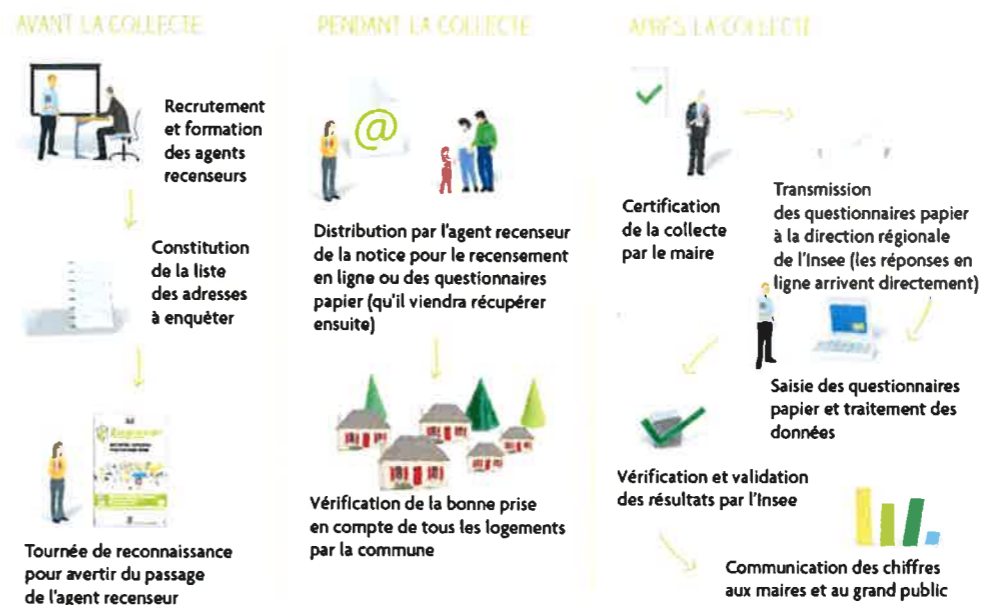 AVANT LA COLLECTE
Recrutement
et formation
des agents
recenseurs
Constitution
de la liste
des adresses
à enquêter
Tournée de reconnaissance
pour avertir du passage
de l'agent recenseur
PENDANT LA COLLECTE
@
Distribution par l'agent recenseur
de la notice pour le recensement
en ligne ou des questionnaires
papier (qu'il viendra récupérer
ensuite)
Vérification de la bonne prise
en compte de tous les logements
par la commune
APRÈS LA COLLECTE
Certification
de la collecte
par le maire
Transmission
des questionnaires papier
à la direction régionale
de l'Insee (les réponses en
ligne arrivent directement)
Saisie des questionnaires
papier et traitement des
données
Vérification et validation
des résultats par l'Insee
Communication des chiffres
aux maires et au grand public